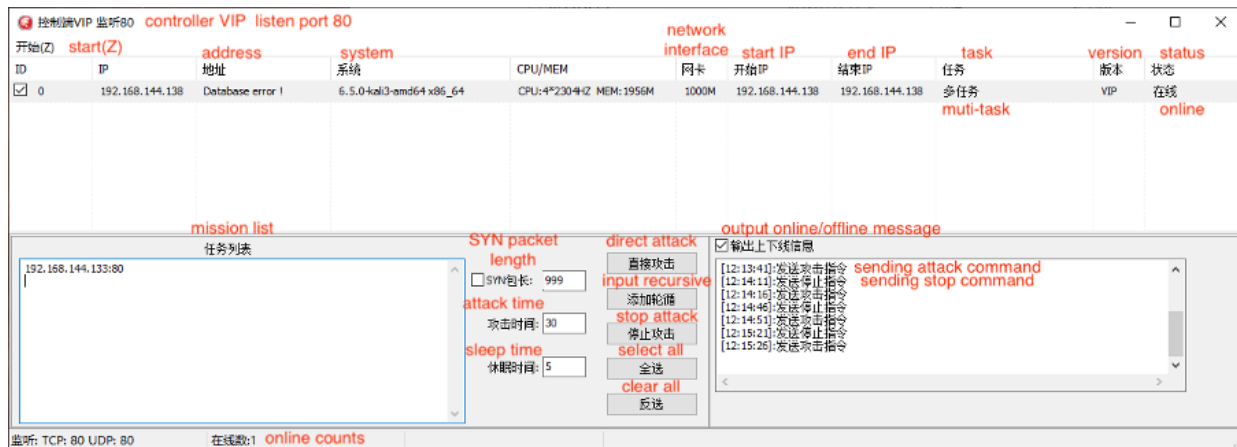 控制端VIP 监听80 controller VIP listen port 80
开始(Z) start(Z)
address system network interface start IP end IP task version status
ID IP 地址 系统 CPU/MEM 网卡 开始IP 结束IP 任务 版本 状态
0 192.168.144.138 Database error ! 6.5.0-kali3-amd64 x86_64 CPU:4*2304HZ MEM:1956M 1000M 192.168.144.138 192.168.144.138 多任务 VIP 在线
muti-task online
mission list
任务列表
192.168.144.133:80
SYN packet length
SYN包长: 999
attack time
攻击时间: 30
sleep time
休眠时间: 5
direct attack
直接攻击
input recursive
添加轮循
stop attack
停止攻击
select all
全选
clear all
反选
output online/offline message
输出上下线信息
[12:13:41]:发送攻击指令 sending attack command
[12:14:11]:发送停止指令 sending stop command
[12:14:16]:发送攻击指令
[12:14:46]:发送停止指令
[12:14:51]:发送攻击指令
[12:15:21]:发送停止指令
[12:15:26]:发送攻击指令
监听: TCP: 80 UDP: 80 在线数:1 online counts